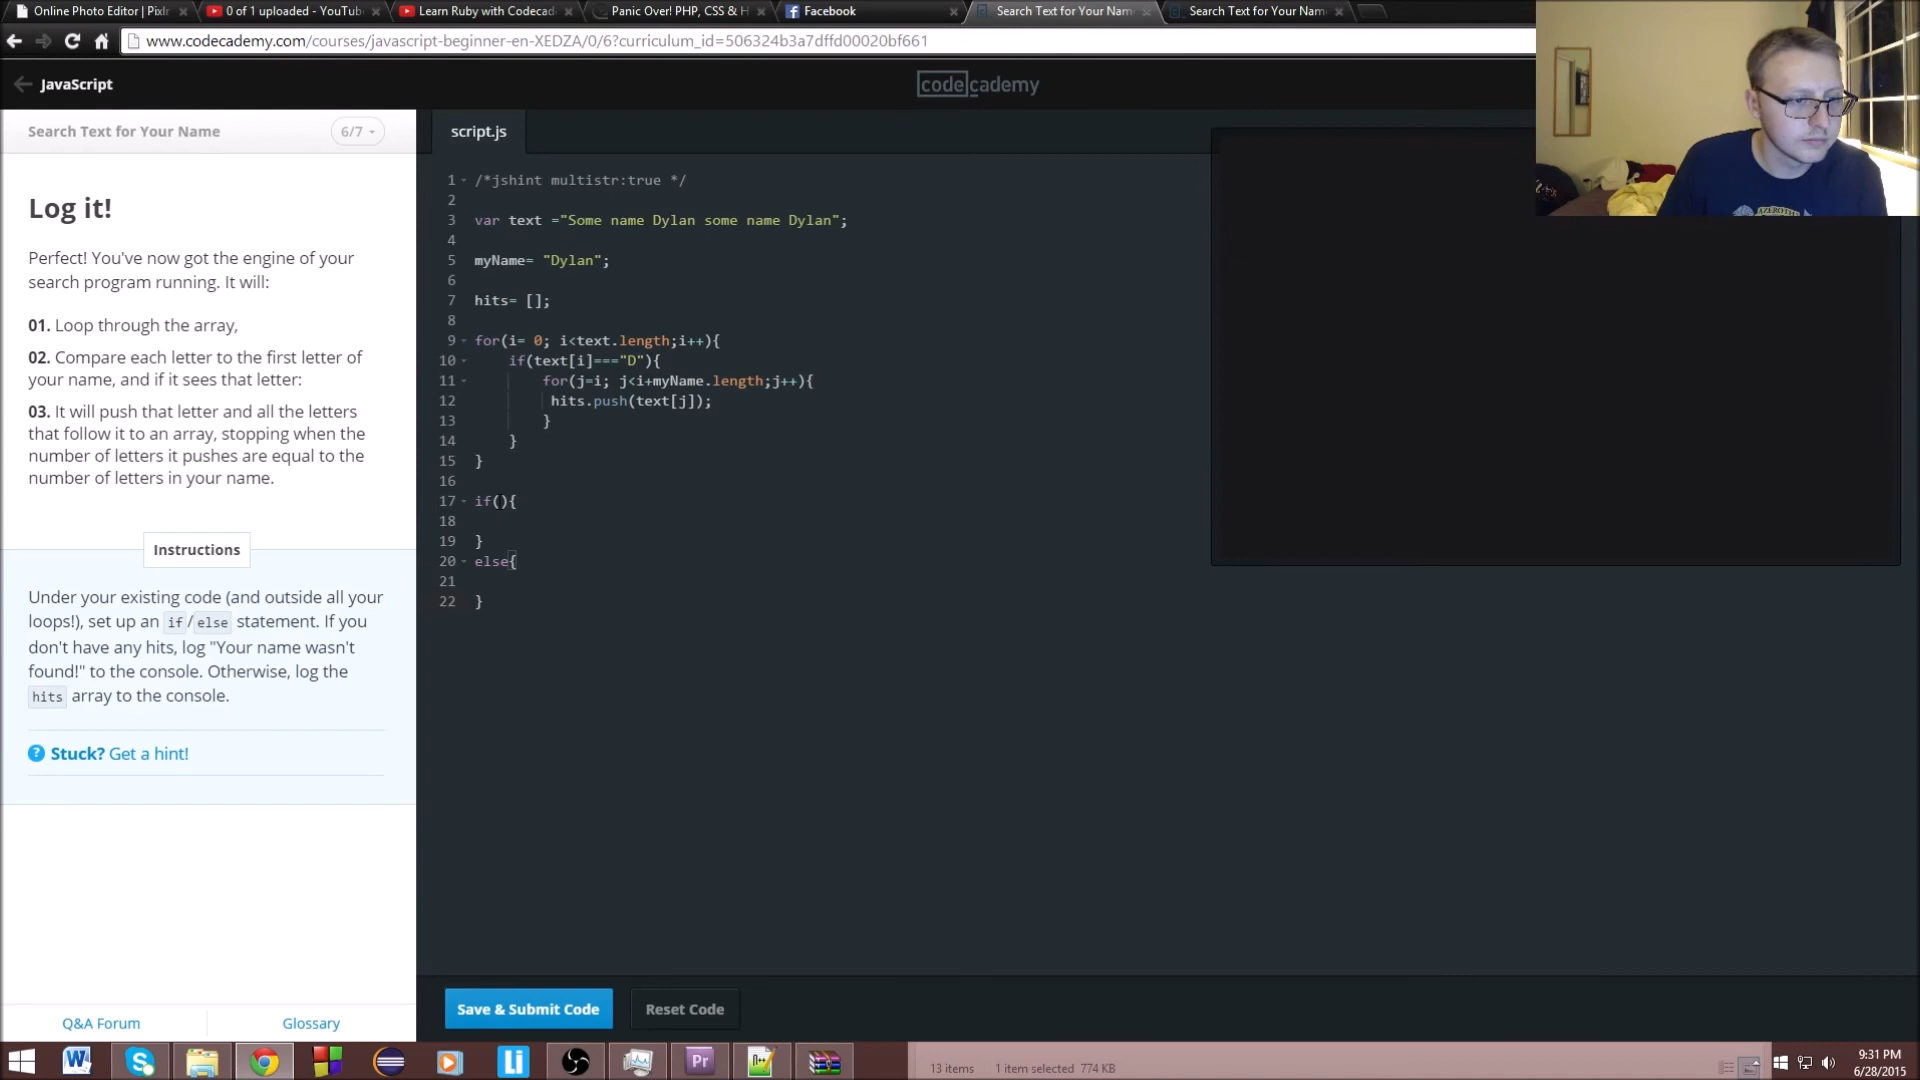 Online Photo Editor | Pixlr
0 of 1 uploaded - YouTube
Learn Ruby with Codecad
Panic Over! PHP, CSS & H
Facebook
Search Text for Your Name
Search Text for Your Name
www.codecademy.com/courses/javascript-beginner-en-XEDZA/0/6?curriculum_id=506324b3a7dffd00020bf661
JavaScript
codecademy
Search Text for Your Name
6/7
script.js
Log it!
Perfect! You've now got the engine of your
search program running. It will:
01. Loop through the array,
02. Compare each letter to the first letter of
your name, and if it sees that letter:
03. It will push that letter and all the letters
that follow it to an array, stopping when the
number of letters it pushes are equal to the
number of letters in your name.
Instructions
Under your existing code (and outside all your
loops!), set up an if / else statement. If you
don't have any hits, log "Your name wasn't
found!" to the console. Otherwise, log the
hits array to the console.
? Stuck? Get a hint!
Q&A Forum
Glossary
1 /*jshint multistr:true */
2
3 var text ="Some name Dylan some name Dylan";
4
5 myName= "Dylan";
6
7 hits= [];
8
9 for(i= 0; i<text.length;i++){
10 if(text[i]==="D"){
11 for(j=i; j<i+myName.length;j++){
12 hits.push(text[j]);
13 }
14 }
15 }
16
17 if(){
18
19 }
20 else{
21
22 }
Save & Submit Code
Reset Code
AZEROTH
W
S
Li
Pr
13 items 1 item selected 774 KB
9:31 PM
6/28/2015